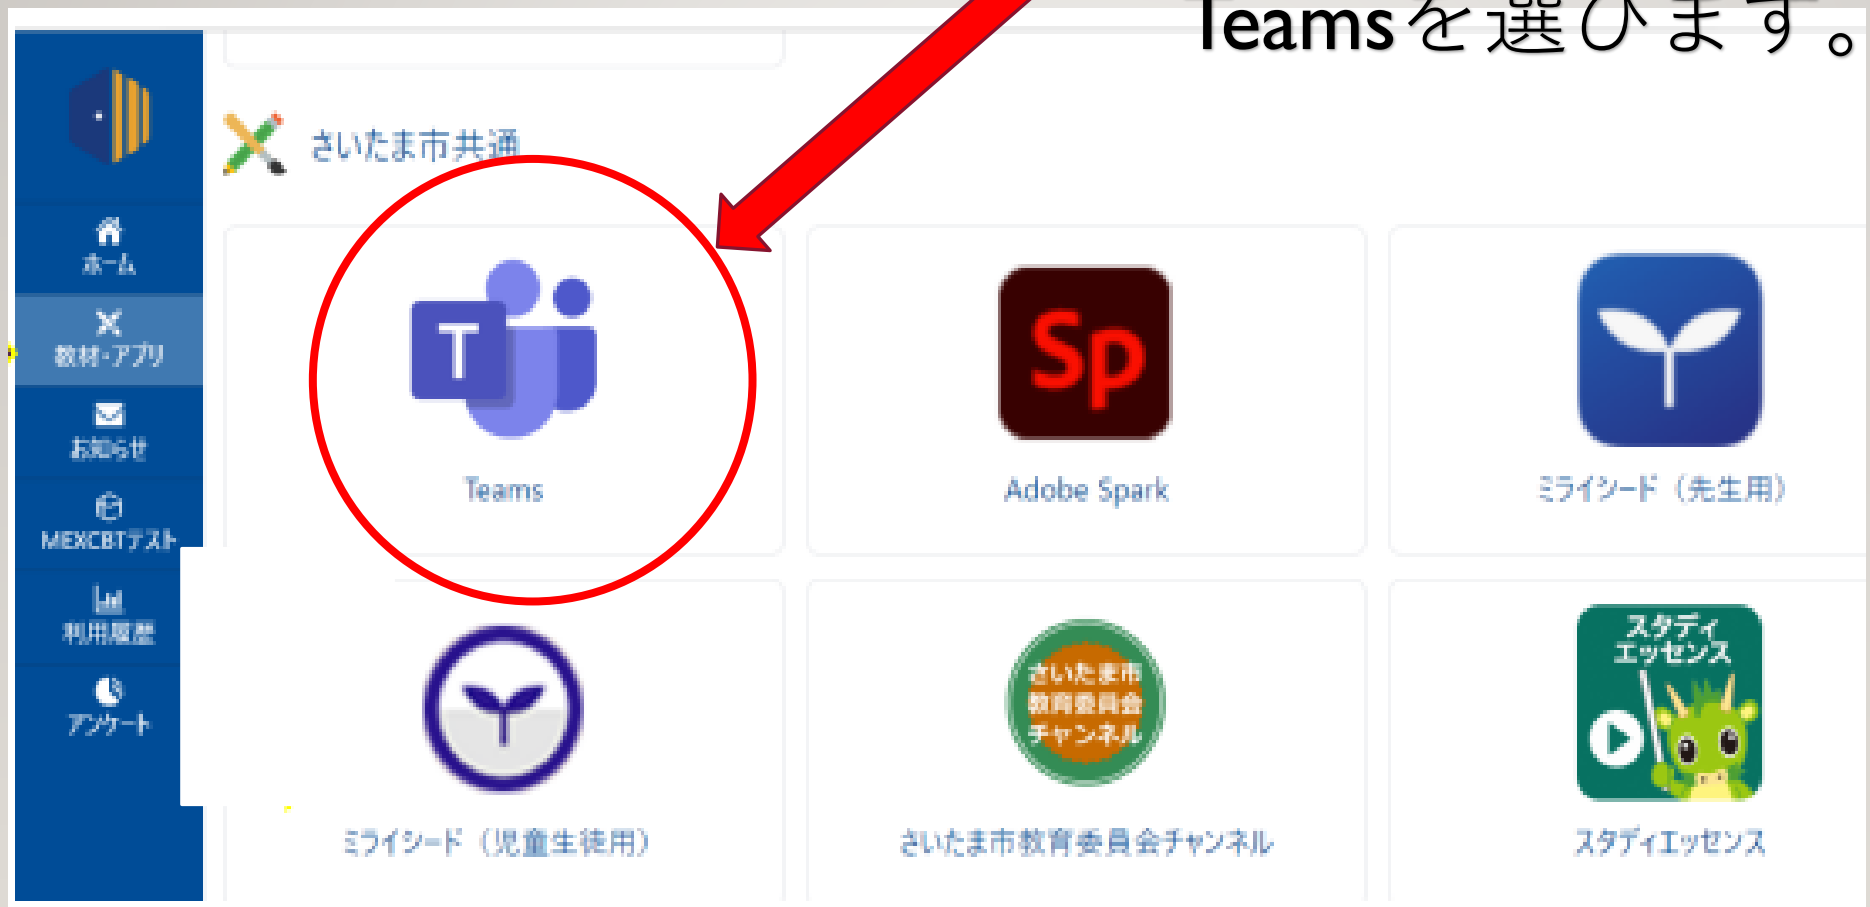 Teamsを選びます。
さいたま市共通
ホーム
教材・アプリ
お知らせ
MEXCBTテスト
利用履歴
アンケート
T
Teams
Sp
Adobe Spark
ミライシード（先生用）
ミライシード（児童生徒用）
さいたま市
教育委員会
チャンネル
さいたま市教育委員会チャンネル
スタディ
エッセンス
スタディエッセンス